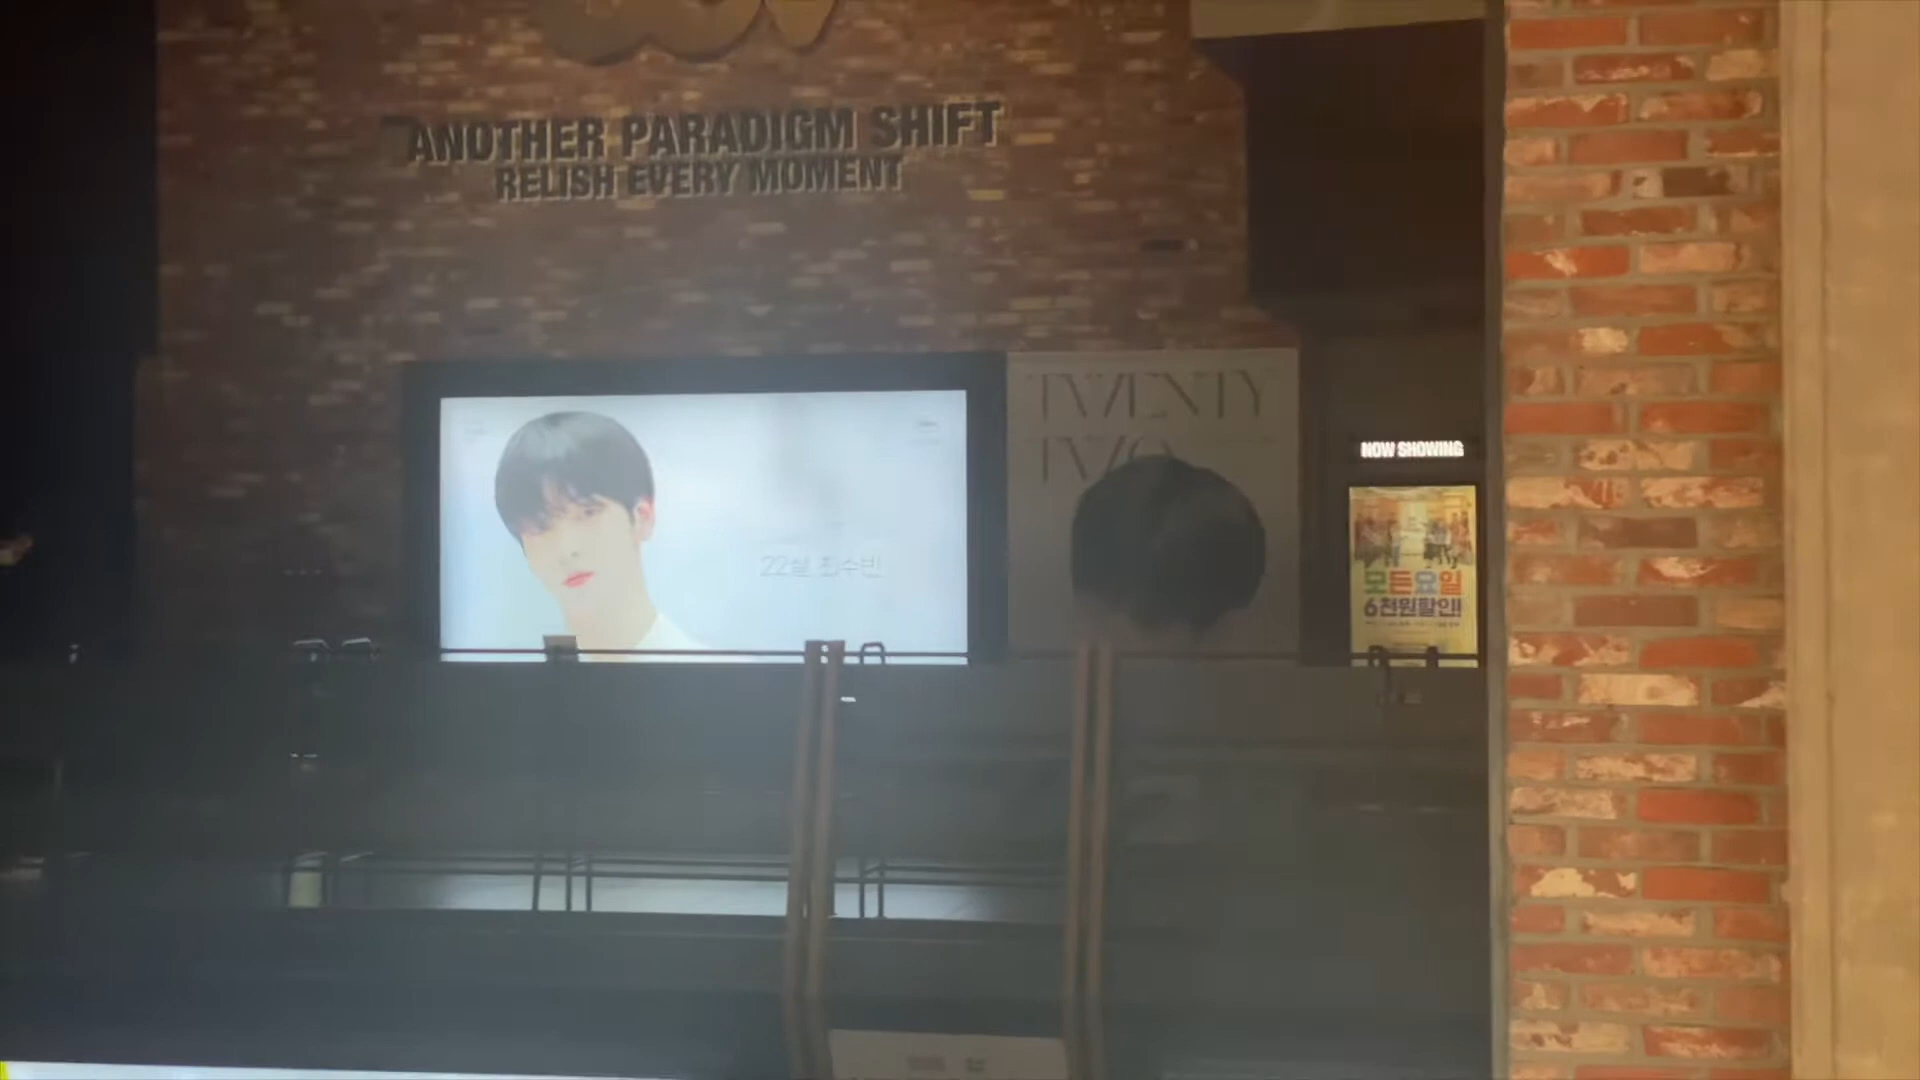 ANOTHER PARADIGM SHIFT
RELISH EVERY MOMENT
22살 최수빈
TWENTY
TWO
NOW SHOWING
모든요일
6천원할인!